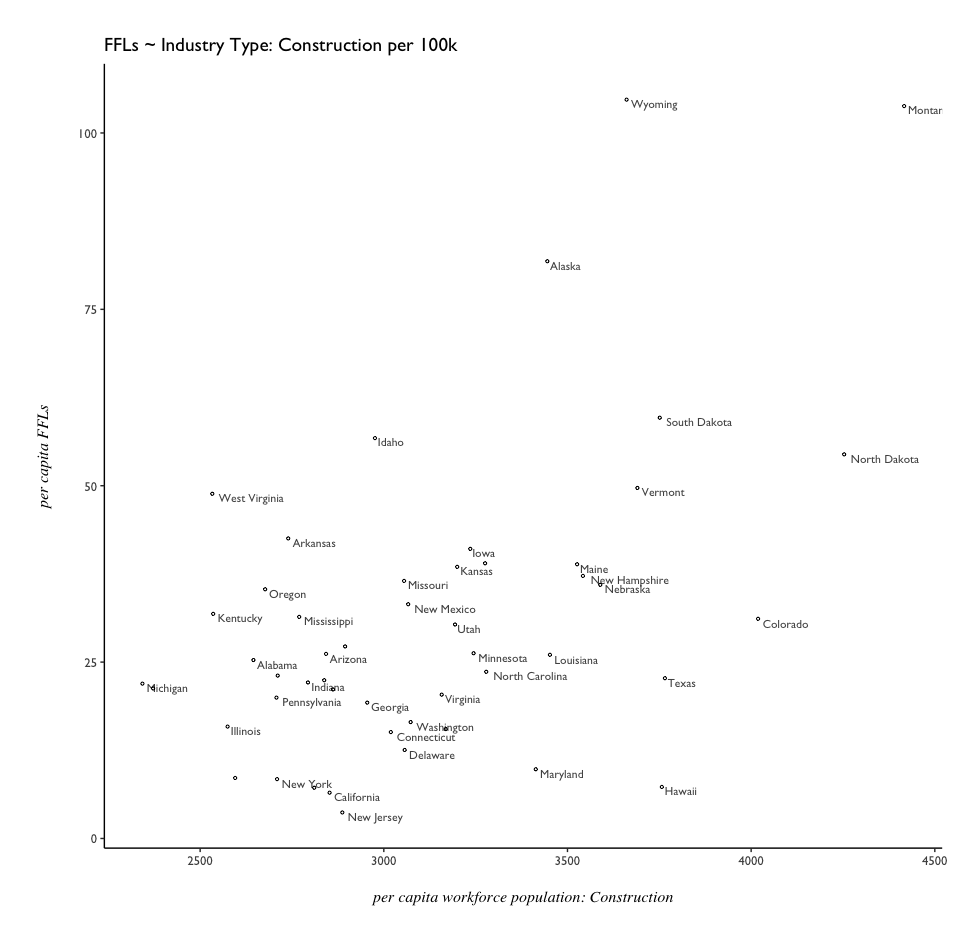 FFLs ~ Industry Type: Construction per 100k
Wyoming
Montar
100
Alaska
75
South Dakota
Idaho
North Dakota
per capita FFLs
Vermont
50
West Virginia
Arkansas
Iowa
Maine
Kansas
New Hampshire
Missouri
Nebraska
Oregon
New Mexico
Kentucky
Mississippi
Colorado
Utah
Arizona
Minnesota
Louisiana
25
Alabama
North Carolina
Texas
Michigan
Indiana
Pennsylvania
Virginia
Georgia
Washington
Illinois
Connecticut
Delaware
Maryland
New York
Hawaii
California
New Jersey
0
2500 3000 3500 4000 4500
per capita workforce population: Construction